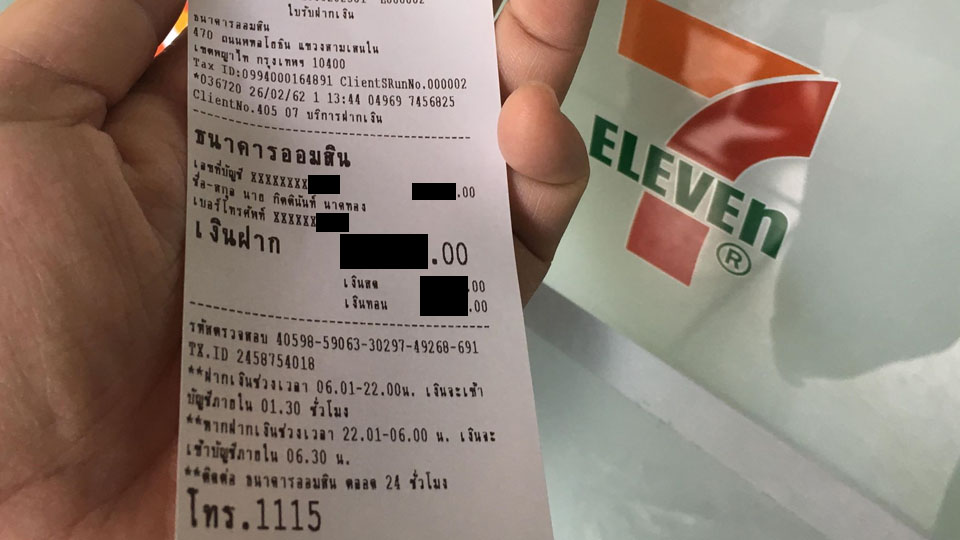 ใบรับฝากเงิน
ธนาคารออมสิน
470 ถนนพหลโยธิน แขวงสามเสนใน
เขตพญาไท กรุงเทพฯ 10400
Tax ID:0994000164891 ClientSRunNo.000002
*036720 26/02/62 1 13:44 04969 7456825
ClientNo.405 07 บริการฝากเงิน
ธนาคารออมสิน
เลขที่บัญชี XXXXXXXX .00
ชื่อ-สกุล นาย กิตตินันท์ นาคทอง
เบอร์โทรศัพท์ XXXXXX
เงินฝาก .00
เงินสด .00
เงินทอน .00
รหัสตรวจสอบ 40598-59063-30297-49268-691
TX.ID 2458754018
**ฝากเงินช่วงเวลา 06.01-22.00น. เงินจะเข้า
บัญชีภายใน 01.30 ชั่วโมง
**หากฝากเงินช่วงเวลา 22.01-06.00 น. เงินจะ
เข้าบัญชีภายใน 06.30 น.
**ติดต่อ ธนาคารออมสิน ตลอด 24 ชั่วโมง
โทร.1115
7
ELEVEn
®